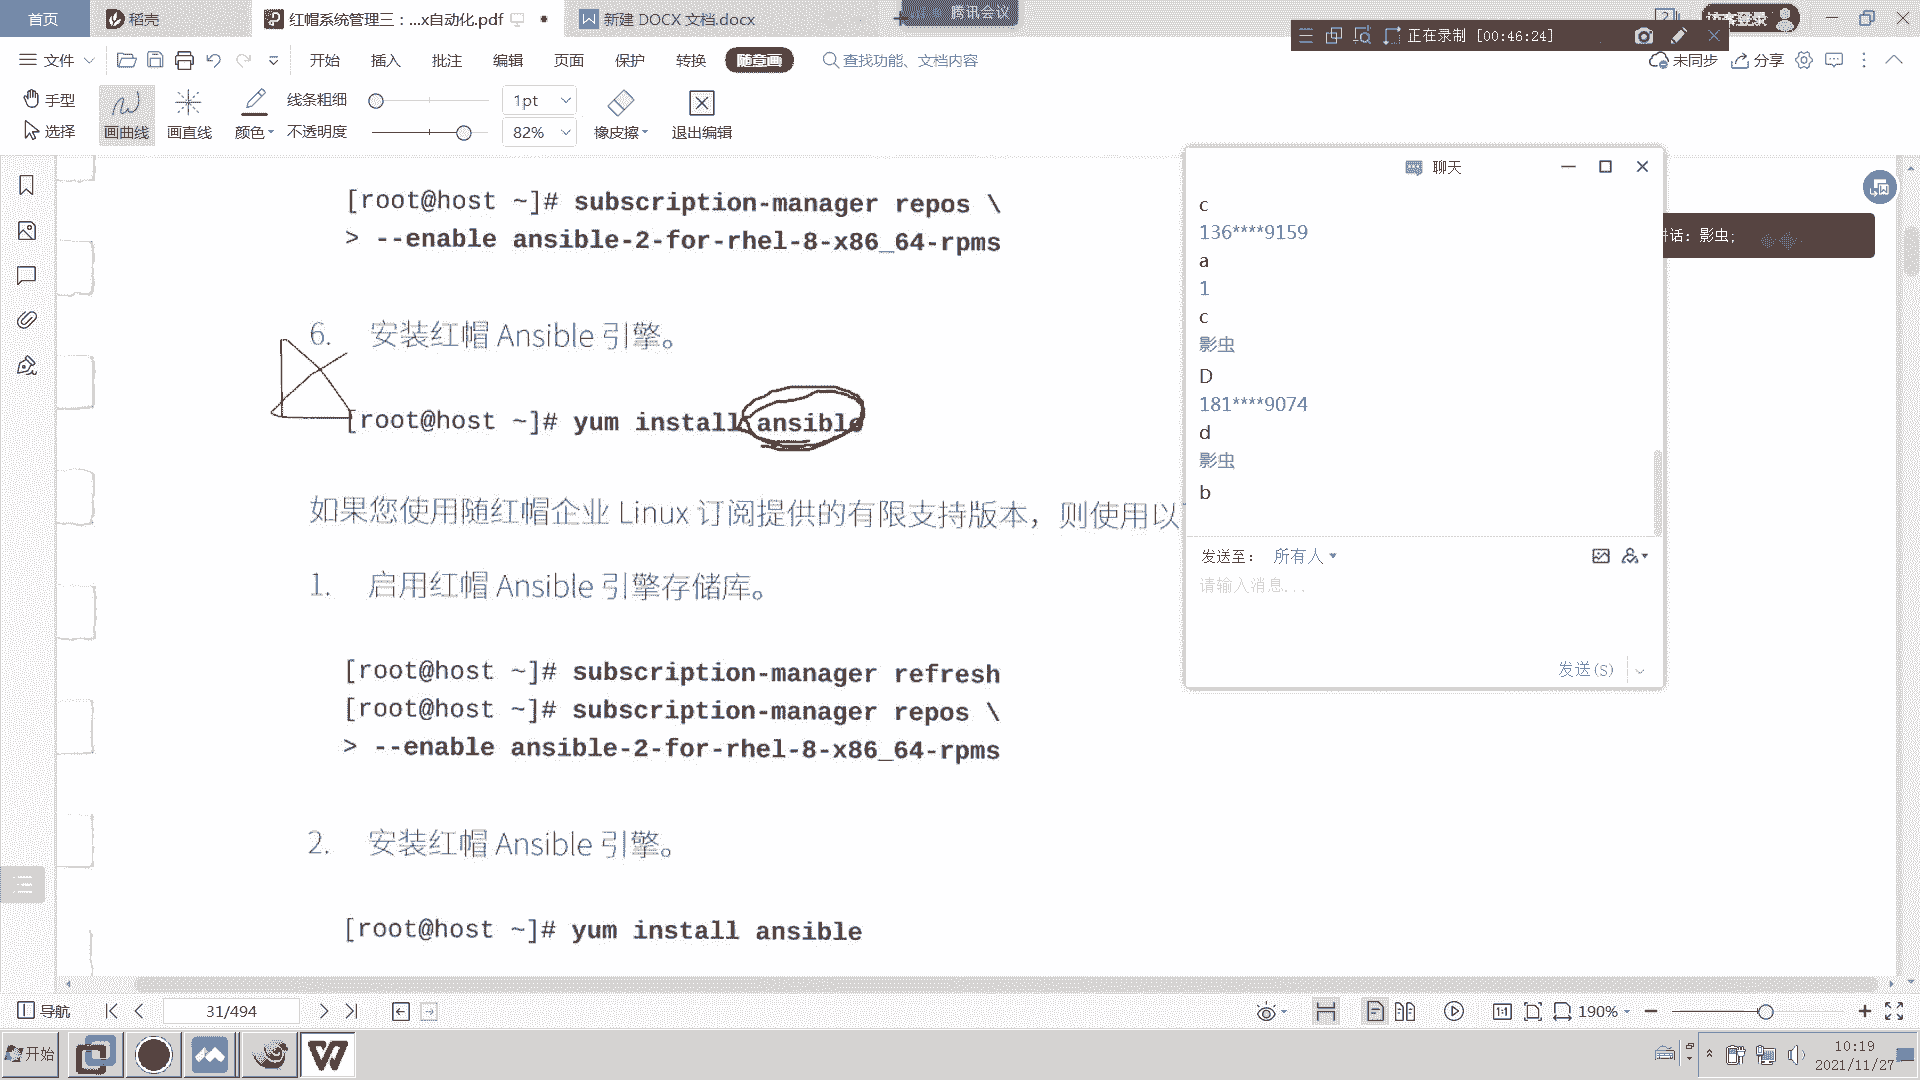 首页
稻壳
红帽系统管理三：...x自动化.pdf
新建 DOCX 文档.docx
腾讯会议
访客登录
正在录制 [00:46:24]
文件
开始
插入
批注
编辑
页面
保护
转换
随意画
查找功能、文档内容
未同步
分享
手型
选择
画曲线
画直线
颜色
线条粗细
不透明度
1pt
82%
橡皮擦
退出编辑
[root@host ~]# subscription-manager repos \
> --enable ansible-2-for-rhel-8-x86_64-rpms
6. 安装红帽 Ansible 引擎。
[root@host ~]# yum install ansible
如果您使用随红帽企业 Linux 订阅提供的有限支持版本，则使用以
1. 启用红帽 Ansible 引擎存储库。
[root@host ~]# subscription-manager refresh
[root@host ~]# subscription-manager repos \
> --enable ansible-2-for-rhel-8-x86_64-rpms
2. 安装红帽 Ansible 引擎。
[root@host ~]# yum install ansible
聊天
c
136****9159
a
1
c
影虫
D
181****9074
d
影虫
b
发送至：
所有人
请输入消息...
发送(S)
讲话：影虫;
导航
31/494
1:1
190%
开始
10:19
2021/11/27